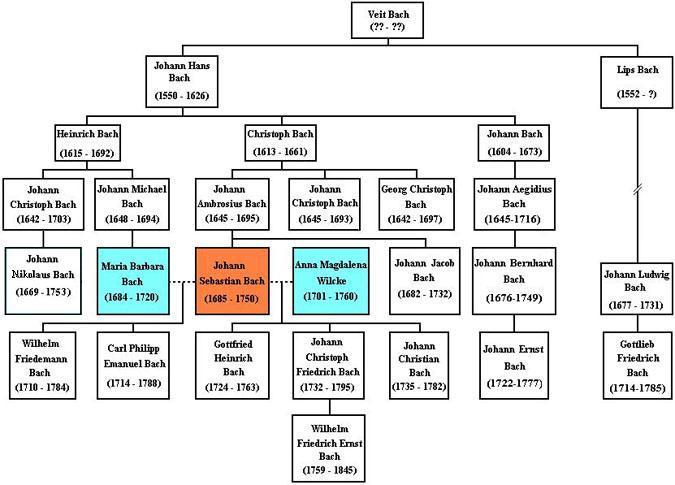 Veit Bach
(?? - ??)
Johann Hans
Bach
(1550 - 1626)
Lips Bach
(1552 - ?)
Heinrich Bach
(1615 - 1692)
Christoph Bach
(1613 - 1661)
Johann Bach
(1604 - 1673)
Johann
Christoph Bach
(1642 - 1703)
Johann Michael
Bach
(1648 - 1694)
Johann
Ambrosius Bach
(1645 - 1695)
Johann
Christoph Bach
(1645 - 1693)
Georg Christoph
Bach
(1642 - 1697)
Johann Aegidius
Bach
(1645-1716)
Johann
Nikolaus Bach
(1669 - 1753)
Maria Barbara
Bach
(1684 - 1720)
Johann
Sebastian Bach
(1685 - 1750)
Anna Magdalena
Wilcke
(1701 - 1760)
Johann Jacob
Bach
(1682 - 1732)
Johann Bernhard
Bach
(1676-1749)
Johann Ludwig
Bach
(1677 - 1731)
Wilhelm
Friedemann
Bach
(1710 - 1784)
Carl Philipp
Emanuel Bach
(1714 - 1788)
Gottfried
Heinrich
Bach
(1724 - 1763)
Johann
Christoph
Friedrich Bach
(1732 - 1795)
Johann
Christian
Bach
(1735 - 1782)
Johann Ernst
Bach
(1722-1777)
Gottlieb
Friedrich
Bach
(1714-1785)
Wilhelm
Friedrich Ernst
Bach
(1759 - 1845)